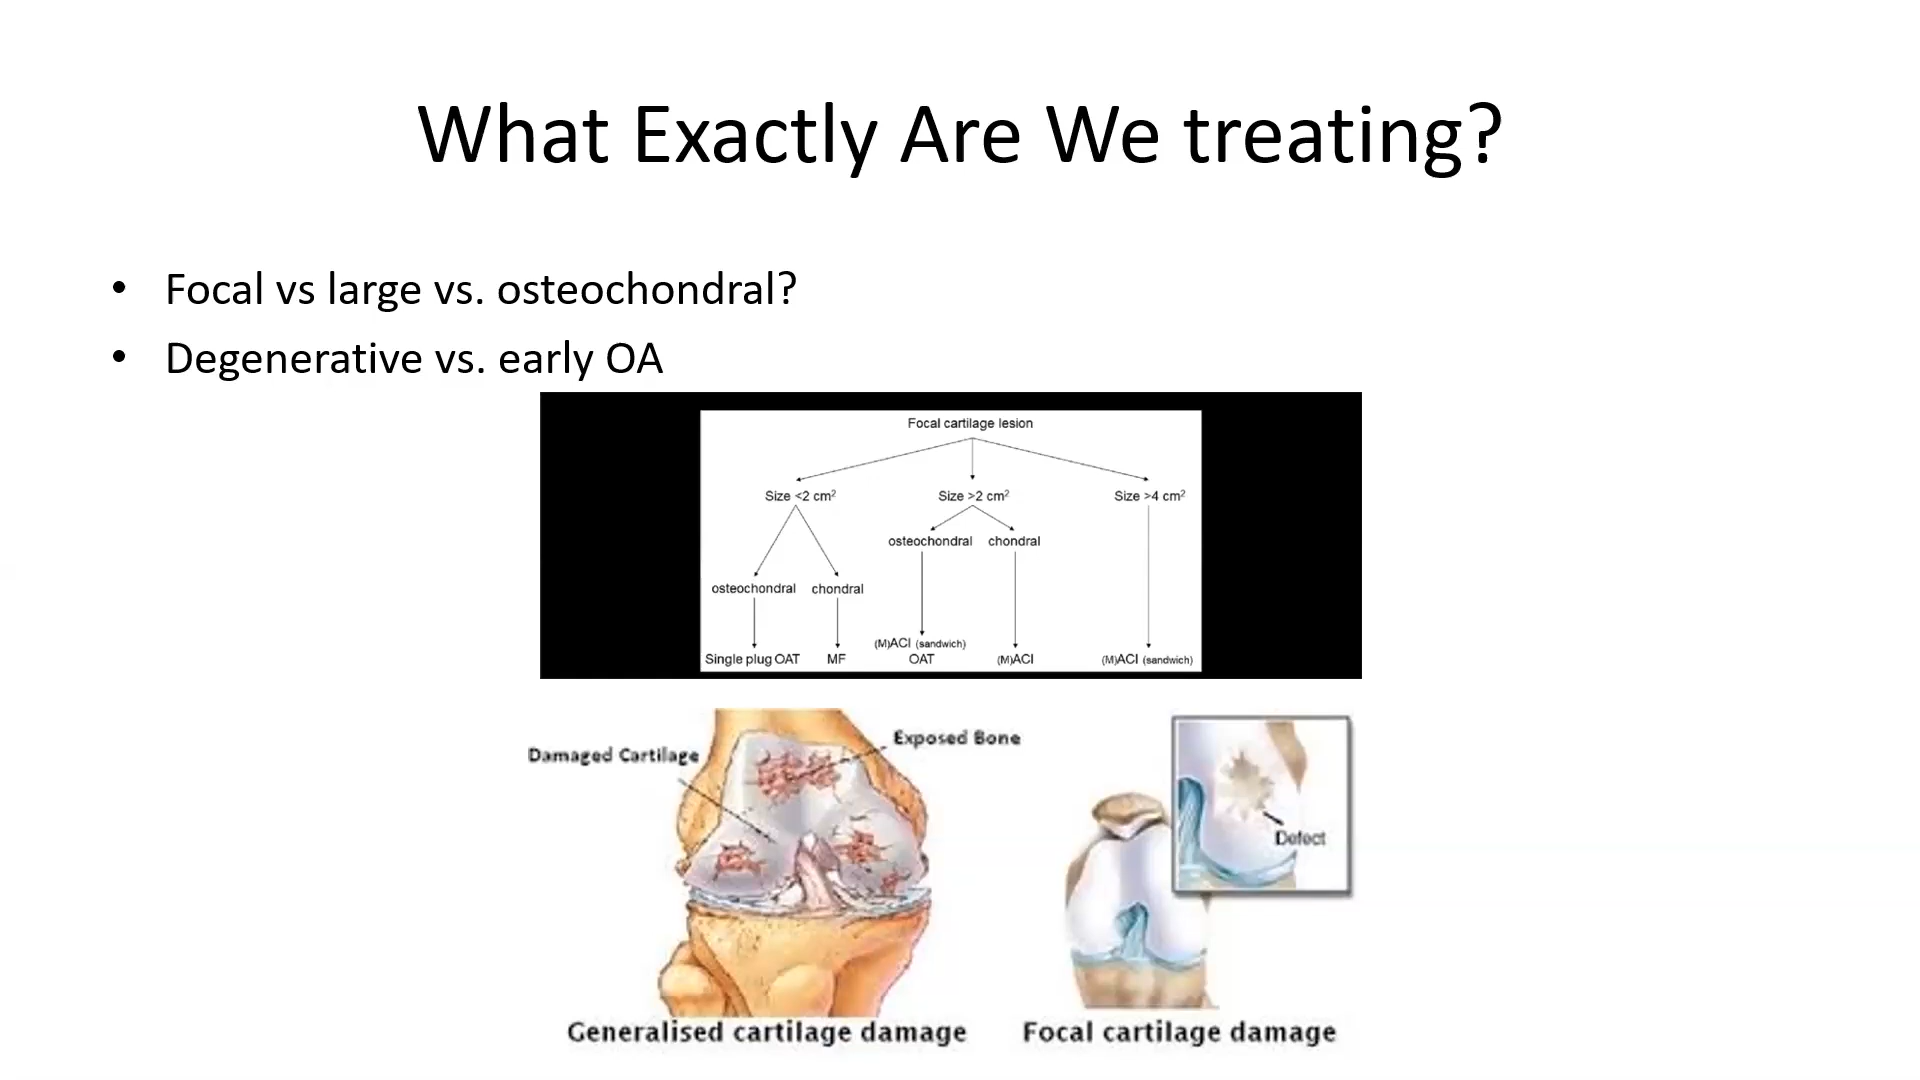 What Exactly Are We treating?
• Focal vs large vs. osteochondral?
• Degenerative vs. early OA
Focal cartilage lesion
Size <2 cm²
Size >2 cm²
Size >4 cm²
osteochondral
chondral
osteochondral
chondral
(M)ACI (sandwich)
Single plug OAT
MF
OAT
(M)ACI
(M)ACI (sandwich)
Damaged Cartilage
Exposed Bone
Defect
Generalised cartilage damage
Focal cartilage damage